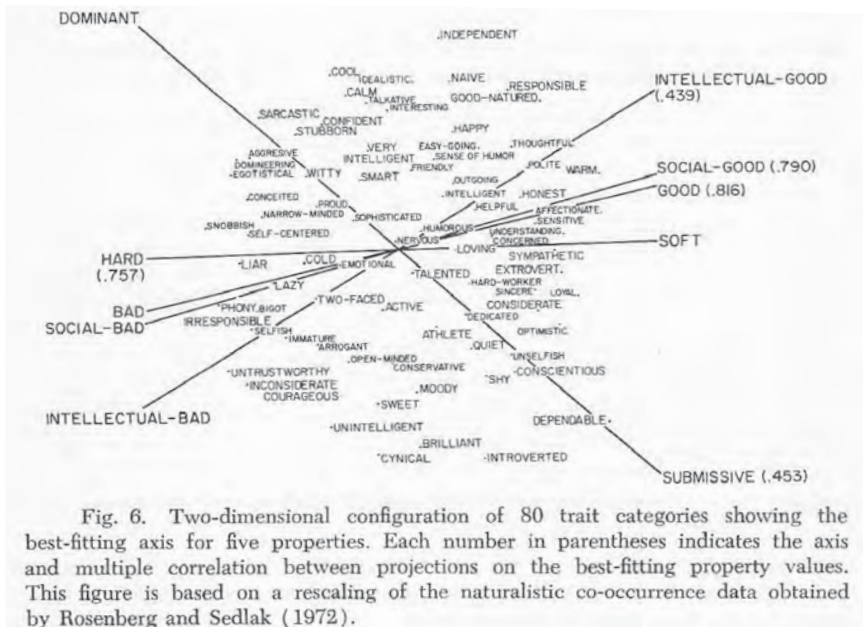 DOMINANT
.INDEPENDENT
.COOL
.IDEALISTIC.
.NAIVE
.RESPONSIBLE
INTELLECTUAL-GOOD
(.439)
.CALM
.TALKATIVE
.INTERESTING
GOOD-NATURED.
.SARCASTIC
.CONFIDENT
.STUBBORN
.HAPPY
.VERY
INTELLIGENT
EASY-GOING.
.THOUGHTFUL
.SENSE OF HUMOR
.AGGRESIVE
.DOMINEERING
-EGOTISTICAL
.WITTY
.SMART
.FRIENDLY
.POLITE
WARM.
SOCIAL-GOOD (.790)
GOOD (.816)
.OUTGOING
.INTELLIGENT
.HONEST
.CONCEITED
.PROUD
.HELPFUL
.NARROW-MINDED
.SOPHISTICATED
AFFECTIONATE.
.SENSITIVE
.SNOBBISH
.SELF-CENTERED
.HUMOROUS
UNDERSTANDING.
.NERVOUS
CONCERNED
SOFT
-LOVING
HARD
(.757)
.LIAR
.COLD
-EMOTIONAL
SYMPATHETIC
EXTROVERT.
.TALENTED
.LAZY
.HARD-WORKER
SINCERE
LOYAL.
BAD
SOCIAL-BAD
.PHONY
.BIGOT
.TWO-FACED
.ACTIVE
CONSIDERATE
IRRESPONSIBLE
.DEDICATED
.SELFISH
ATHLETE
OPTIMISTIC
.IMMATURE
.ARROGANT
.QUIET
.OPEN-MINDED
.CONSERVATIVE
.UNSELFISH
-UNTRUSTWORTHY
-INCONSIDERATE
COURAGEOUS
.MOODY
.SHY
-CONSCIENTIOUS
INTELLECTUAL-BAD
.SWEET
DEPENDABLE.
-UNINTELLIGENT
.BRILLIANT
.CYNICAL
-INTROVERTED
SUBMISSIVE (.453)
Fig. 6. Two-dimensional configuration of 80 trait categories showing the
best-fitting axis for five properties. Each number in parentheses indicates the axis
and multiple correlation between projections on the best-fitting property values.
This figure is based on a rescaling of the naturalistic co-occurrence data obtained
by Rosenberg and Sedlak (1972).